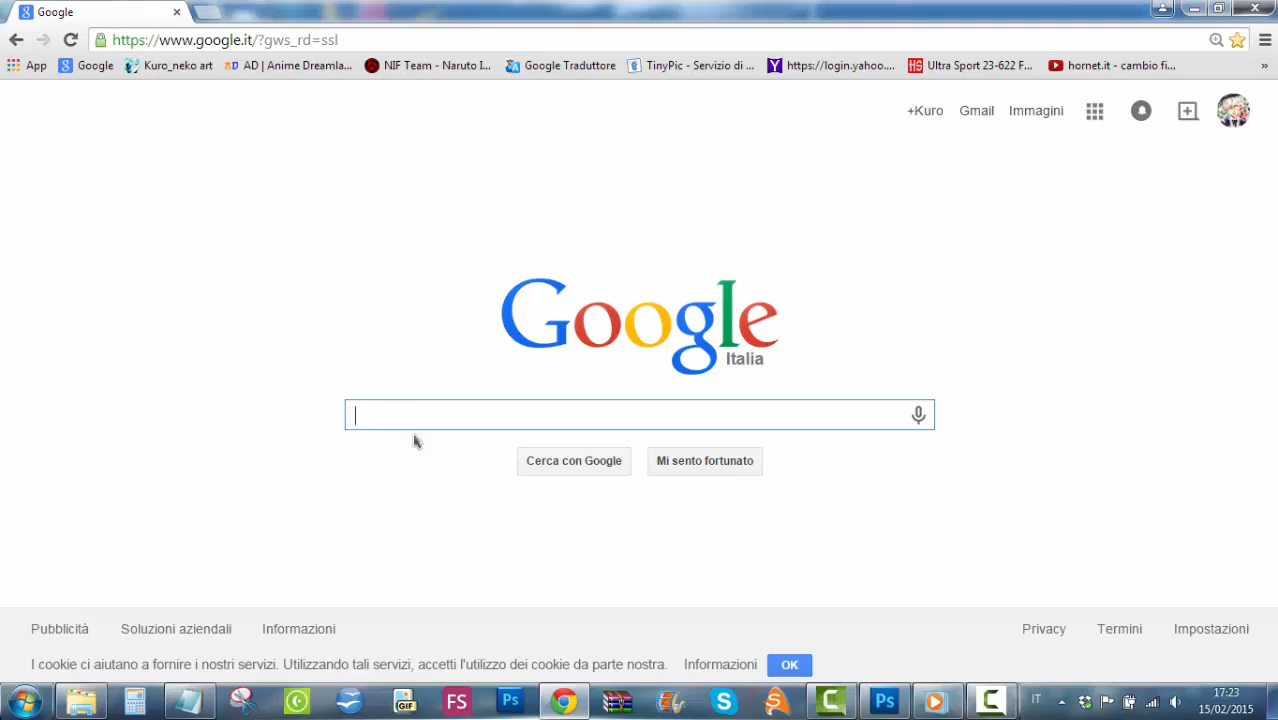 Google
https://www.google.it/?gws_rd=ssl
App Google Kuro_neko art AD | Anime Dreamla... NIF Team - Naruto I... Google Traduttore TinyPic - Servizio di ... https://login.yahoo.... Ultra Sport 23-622 F... hornet.it - cambio fi... »
+Kuro Gmail Immagini
Google
Italia
Cerca con Google Mi sento fortunato
Pubblicità Soluzioni aziendali Informazioni Privacy Termini Impostazioni
I cookie ci aiutano a fornire i nostri servizi. Utilizzando tali servizi, accetti l'utilizzo dei cookie da parte nostra. Informazioni OK
GIF FS Ps Ps IT 17:23
15/02/2015